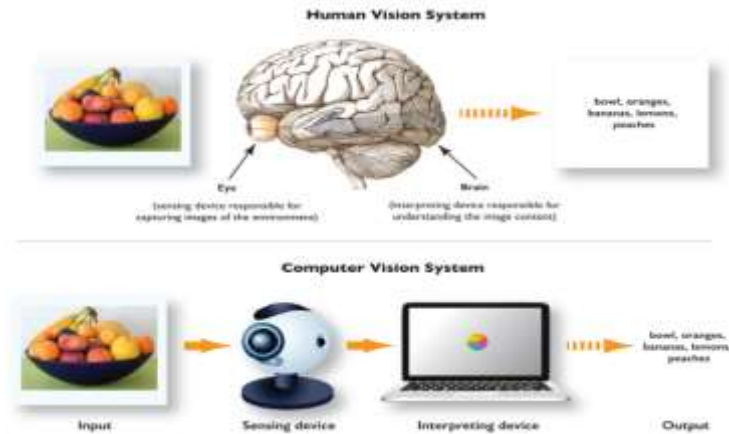 Human Vision System
bowl, oranges,
bananas, lemons,
peaches
Eye
(sensing device responsible for
capturing images of the environment)
Brain
(interpreting device responsible for
understanding the image content)
Computer Vision System
bowl, oranges,
bananas, lemons,
peaches
Input
Sensing device
Interpreting device
Output